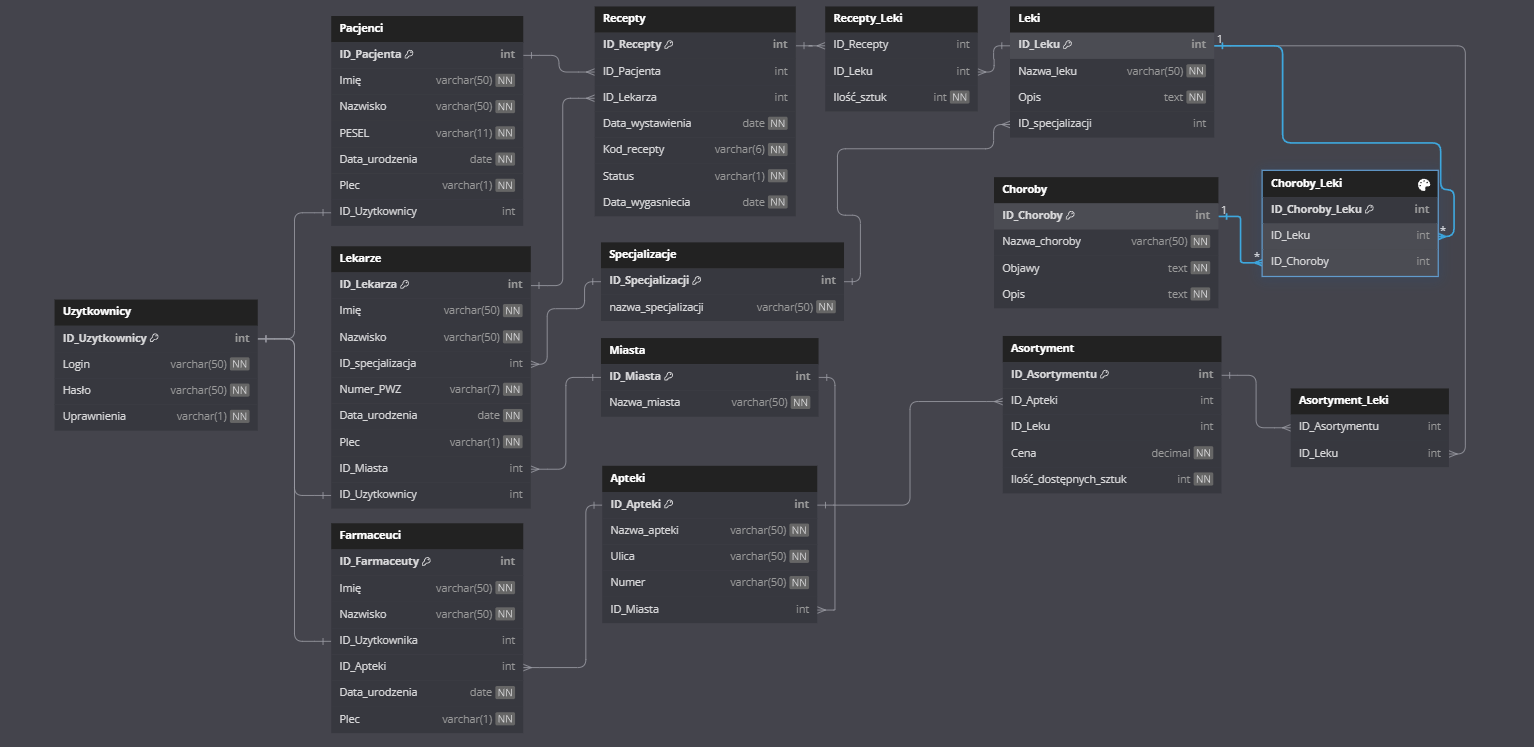 Pacjenci
ID_Pacjenta int
Imię varchar(50) NN
Nazwisko varchar(50) NN
PESEL varchar(11) NN
Data_urodzenia date NN
Plec varchar(1) NN
ID_Uzytkownicy int
Recepty
ID_Recepty int
ID_Pacjenta int
ID_Lekarza int
Data_wystawienia date NN
Kod_recepty varchar(6) NN
Status varchar(1) NN
Data_wygasniecia date NN
Recepty_Leki
ID_Recepty int
ID_Leku int
Ilość_sztuk int NN
Leki
ID_Leku int
Nazwa_leku varchar(50) NN
Opis text NN
ID_specjalizacji int
1
Choroby
ID_Choroby int
Nazwa_choroby varchar(50) NN
Objawy text NN
Opis text NN
1
Choroby_Leki
ID_Choroby_Leku int
ID_Leku int
ID_Choroby int
*
*
Lekarze
ID_Lekarza int
Imię varchar(50) NN
Nazwisko varchar(50) NN
ID_specjalizacja int
Numer_PWZ varchar(7) NN
Data_urodzenia date NN
Plec varchar(1) NN
ID_Miasta int
ID_Uzytkownicy int
Specjalizacje
ID_Specjalizacji int
nazwa_specjalizacji varchar(50) NN
Uzytkownicy
ID_Uzytkownicy int
Login varchar(50) NN
Hasło varchar(50) NN
Uprawnienia varchar(1) NN
Miasta
ID_Miasta int
Nazwa_miasta varchar(50) NN
Asortyment
ID_Asortymentu int
ID_Apteki int
ID_Leku int
Cena decimal NN
Ilość_dostępnych_sztuk int NN
Asortyment_Leki
ID_Asortymentu int
ID_Leku int
Apteki
ID_Apteki int
Nazwa_apteki varchar(50) NN
Ulica varchar(50) NN
Numer varchar(50) NN
ID_Miasta int
Farmaceuci
ID_Farmaceuty int
Imię varchar(50) NN
Nazwisko varchar(50) NN
ID_Uzytkownika int
ID_Apteki int
Data_urodzenia date NN
Plec varchar(1) NN